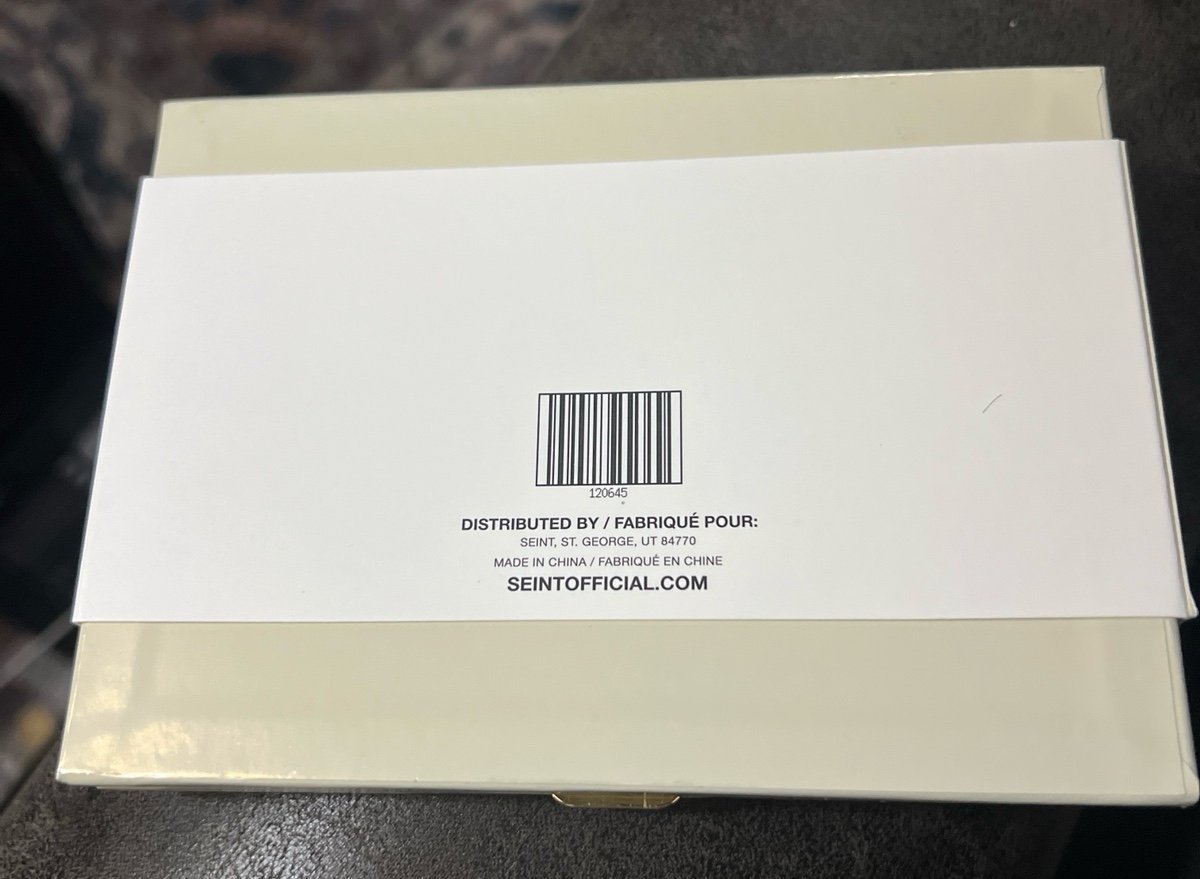 120645
DISTRIBUTED BY / FABRIQUÉ POUR:
SEINT, ST. GEORGE, UT 84770
MADE IN CHINA / FABRIQUÉ EN CHINE
SEINTOFFICIAL.COM